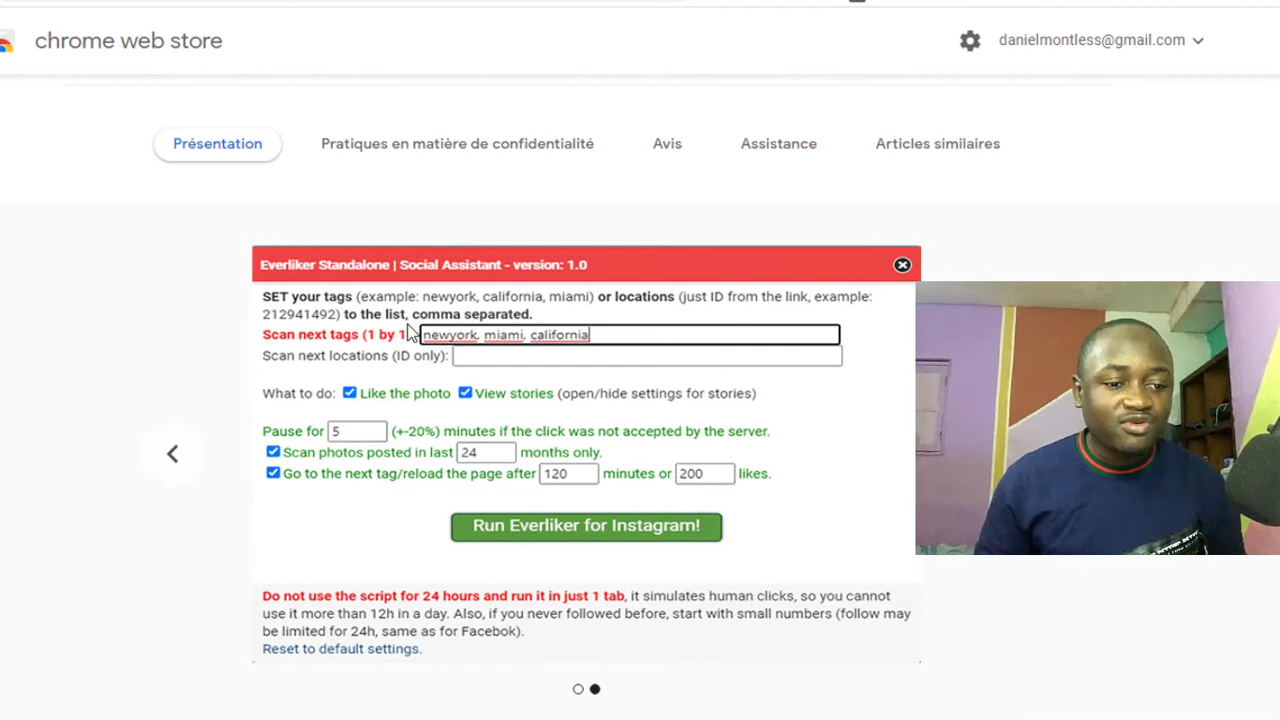 chrome web store
danielmontless@gmail.com
Présentation
Pratiques en matière de confidentialité
Avis
Assistance
Articles similaires
Everliker Standalone | Social Assistant - version: 1.0
SET your tags (example: newyork, california, miami) or locations (just ID from the link, example:
212941492) to the list, comma separated.
Scan next tags (1 by 1 newyork, miami, california
Scan next locations (ID only):
What to do: Like the photo View stories (open/hide settings for stories)
Pause for 5 (+-20%) minutes if the click was not accepted by the server.
Scan photos posted in last 24 months only.
Go to the next tag/reload the page after 120 minutes or 200 likes.
Run Everliker for Instagram!
Do not use the script for 24 hours and run it in just 1 tab, it simulates human clicks, so you cannot
use it more than 12h in a day. Also, if you never followed before, start with small numbers (follow may
be limited for 24h, same as for Facebok).
Reset to default settings.